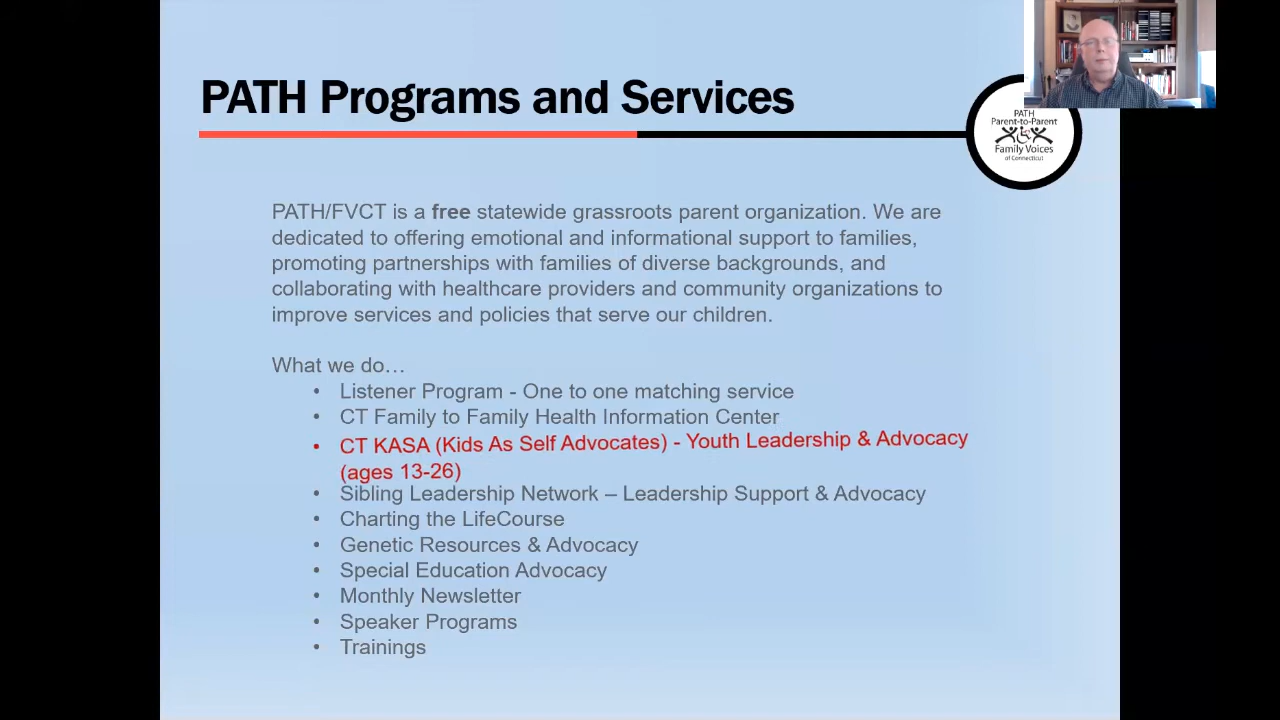 PATH Programs and Services
PATH
Parent-to-Parent
Family Voices
of Connecticut
PATH/FVCT is a free statewide grassroots parent organization. We are
dedicated to offering emotional and informational support to families,
promoting partnerships with families of diverse backgrounds, and
collaborating with healthcare providers and community organizations to
improve services and policies that serve our children.
What we do…
• Listener Program - One to one matching service
• CT Family to Family Health Information Center
• CT KASA (Kids As Self Advocates) - Youth Leadership & Advocacy
(ages 13-26)
• Sibling Leadership Network – Leadership Support & Advocacy
• Charting the LifeCourse
• Genetic Resources & Advocacy
• Special Education Advocacy
• Monthly Newsletter
• Speaker Programs
• Trainings